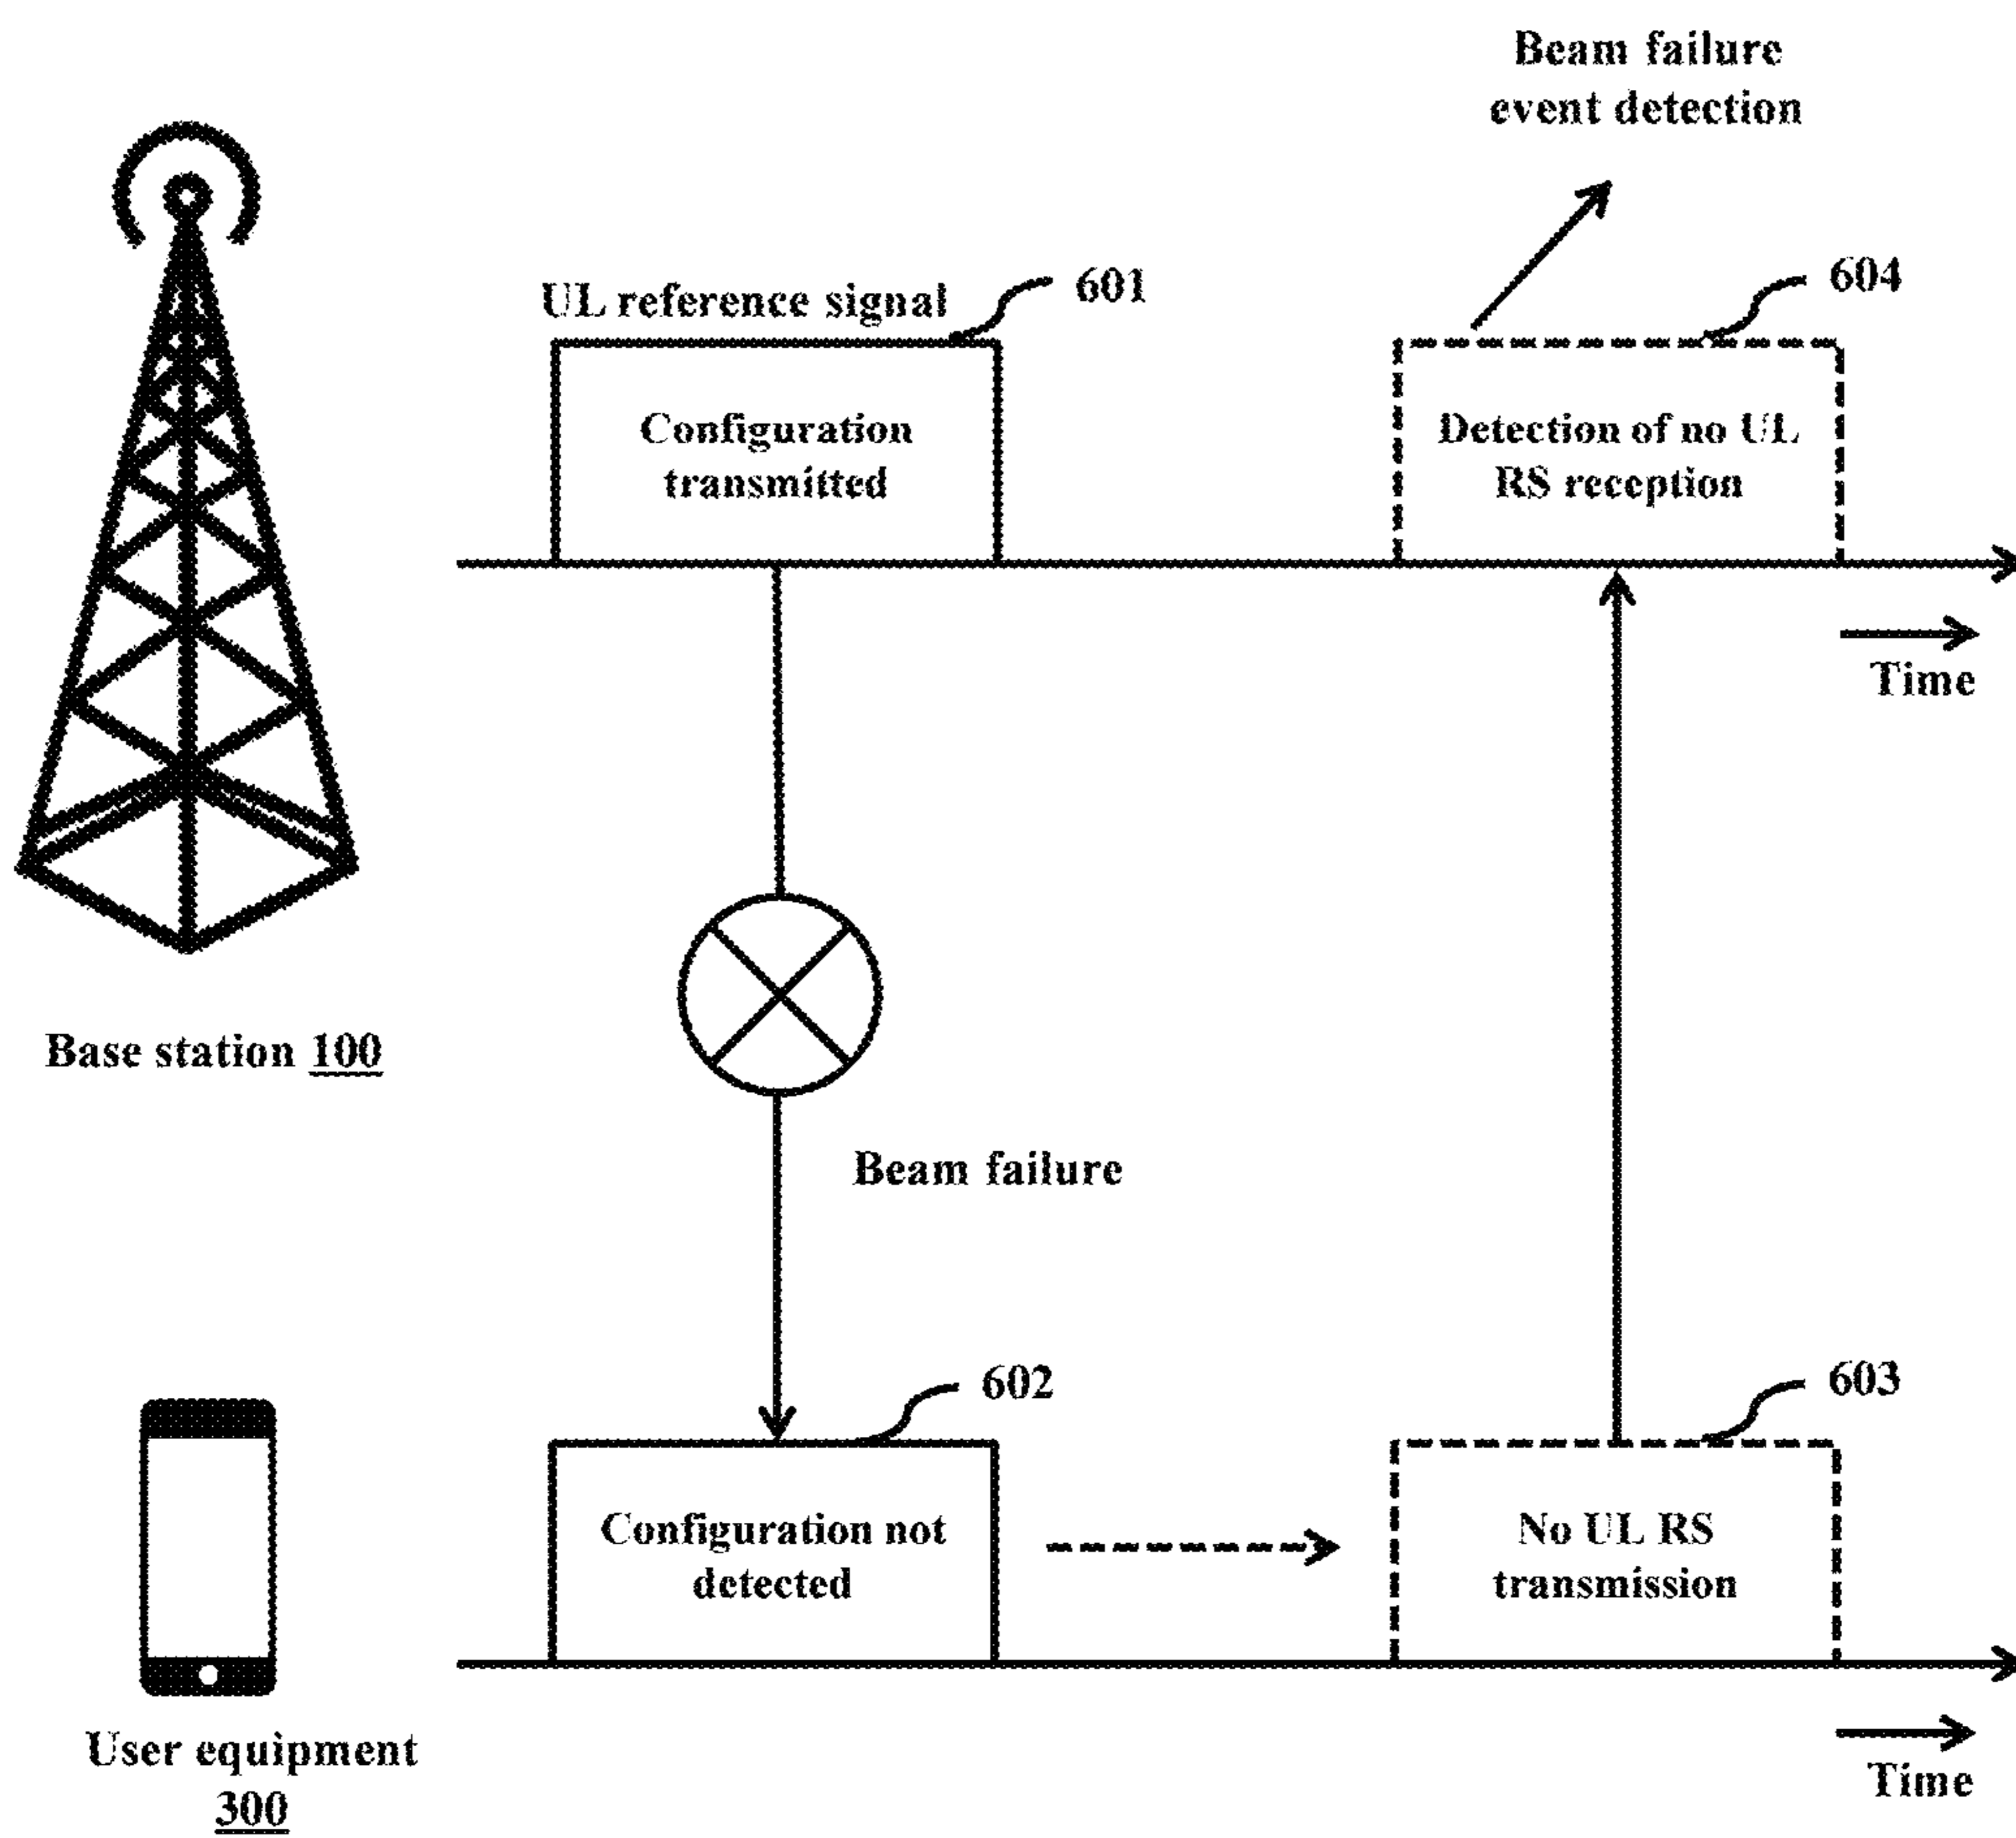 Beam failure
event detection
UL reference signal
601
604
Configuration
transmitted
Detection of no UL
RS reception
Time
Base station 100
Beam failure
602
603
Configuration not
detected
No UL RS
transmission
User equipment
300
Time